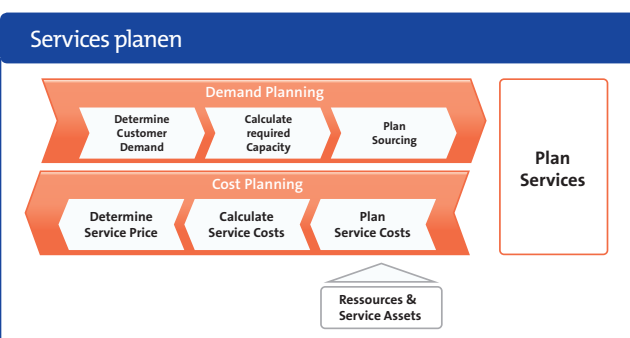 Services planen
Demand Planning
Determine
Customer
Demand
Calculate
required
Capacity
Plan
Sourcing
Plan
Services
Cost Planning
Determine
Service Price
Calculate
Service Costs
Plan
Service Costs
Ressources &
Service Assets